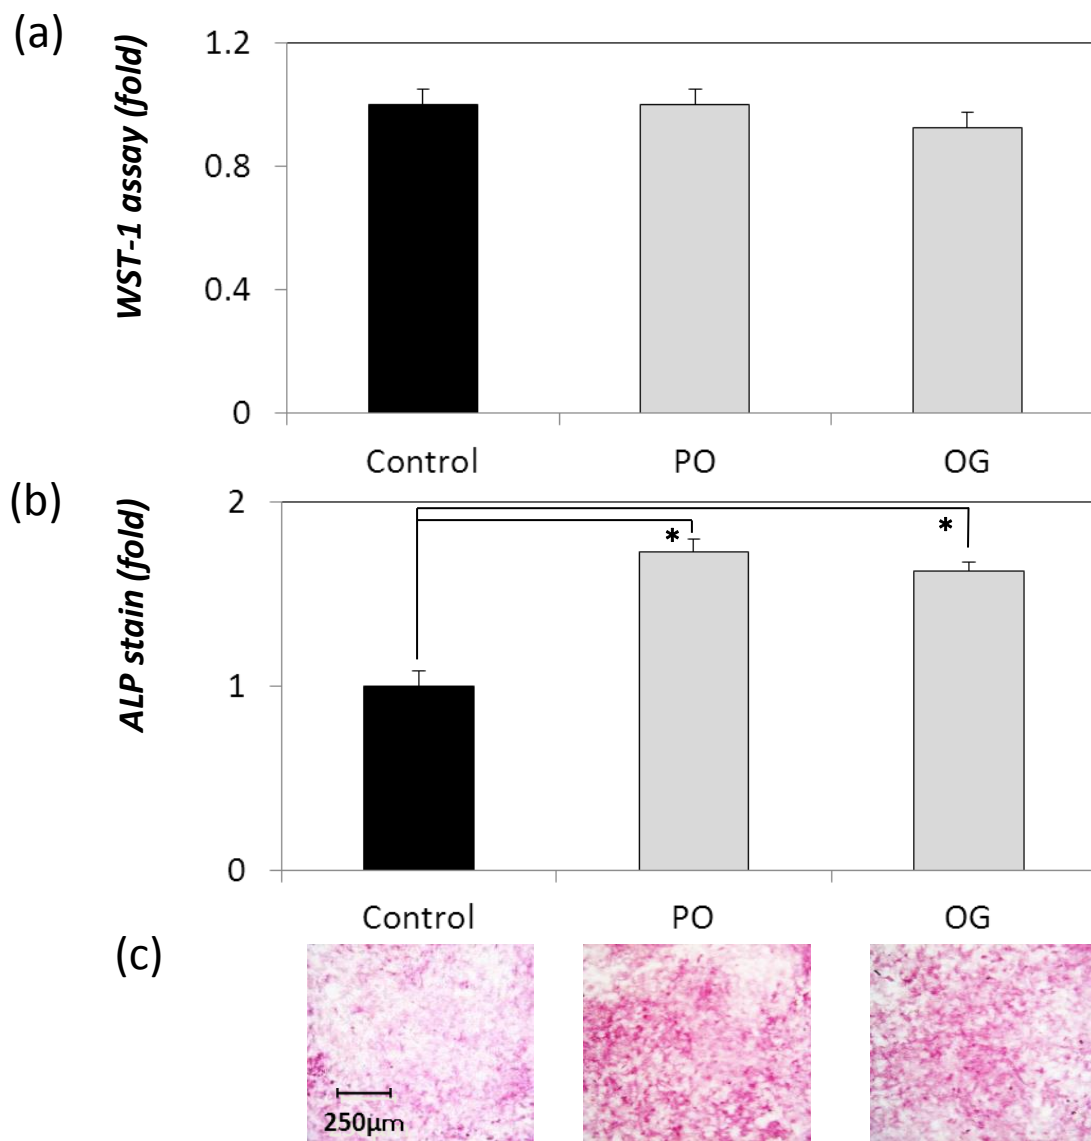 (a)
WST-1 assay (fold)
1.2
0.8
0.4
0
Control PO OG
(b)
ALP stain (fold)
2
1
0
* *
Control PO OG
(c)
250µm